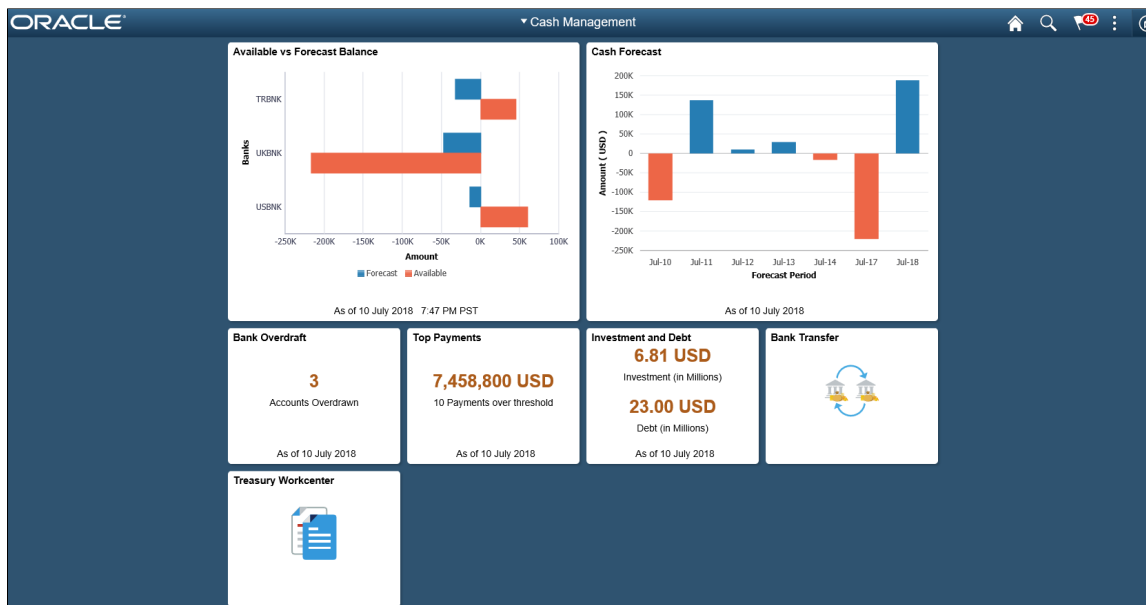 ORACLE
Cash Management
45
Available vs Forecast Balance
TRBNK
UKBNK
USBNK
Banks
-250K -200K -150K -100K -50K 0K 50K 100K
Amount
Forecast Available
As of 10 July 2018 7:47 PM PST
Cash Forecast
200K
150K
100K
50K
0
-50K
-100K
-150K
-200K
-250K
Amount ( USD )
Jul-10 Jul-11 Jul-12 Jul-13 Jul-14 Jul-17 Jul-18
Forecast Period
As of 10 July 2018
Bank Overdraft
3
Accounts Overdrawn
As of 10 July 2018
Top Payments
7,458,800 USD
10 Payments over threshold
As of 10 July 2018
Investment and Debt
6.81 USD
Investment (in Millions)
23.00 USD
Debt (in Millions)
As of 10 July 2018
Bank Transfer
Treasury Workcenter